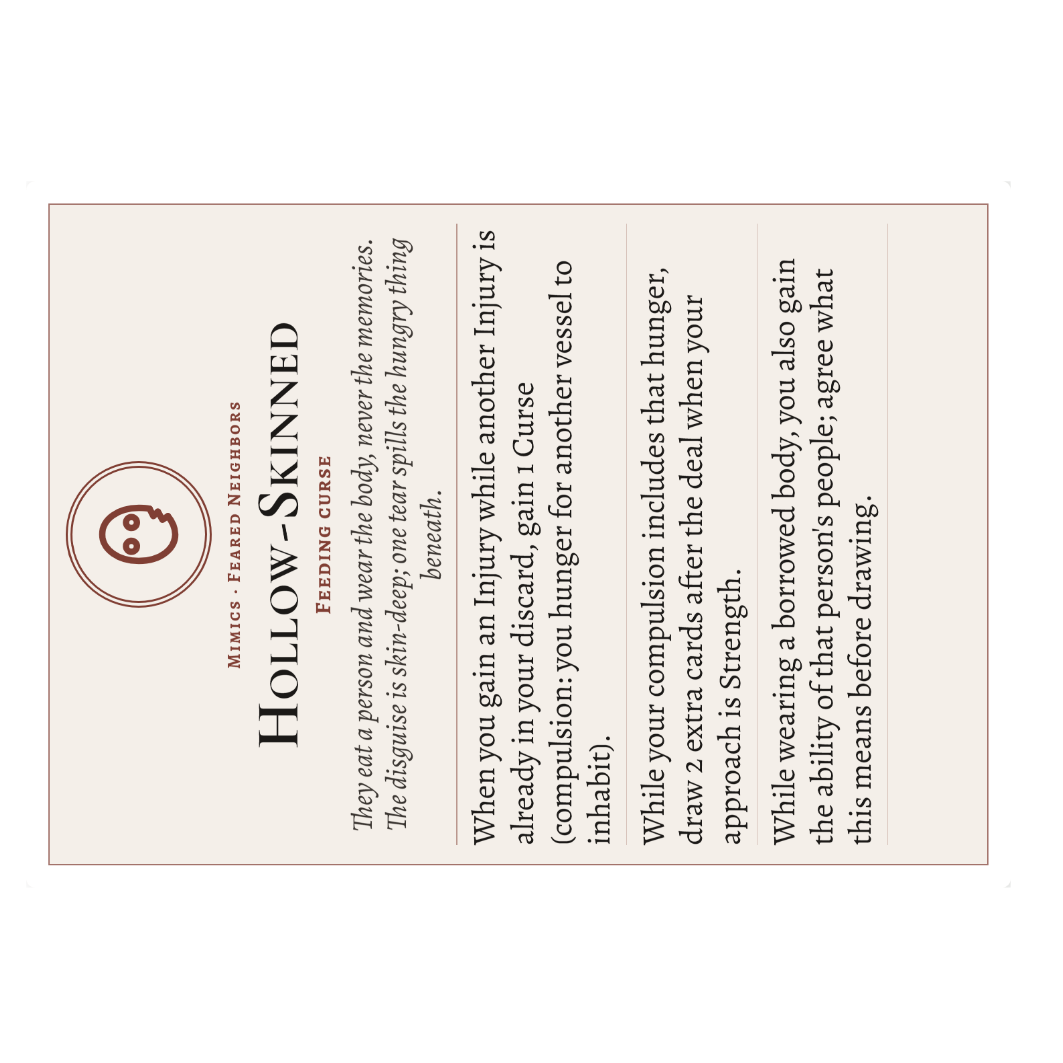 Mimics · Feared Neighbors
Hollow-Skinned
Feeding curse
They eat a person and wear the body, never the memories.
The disguise is skin-deep; one tear spills the hungry thing
beneath.
When you gain an Injury while another Injury is
already in your discard, gain 1 Curse
(compulsion: you hunger for another vessel to
inhabit).
While your compulsion includes that hunger,
draw 2 extra cards after the deal when your
approach is Strength.
While wearing a borrowed body, you also gain
the ability of that person's people; agree what
this means before drawing.